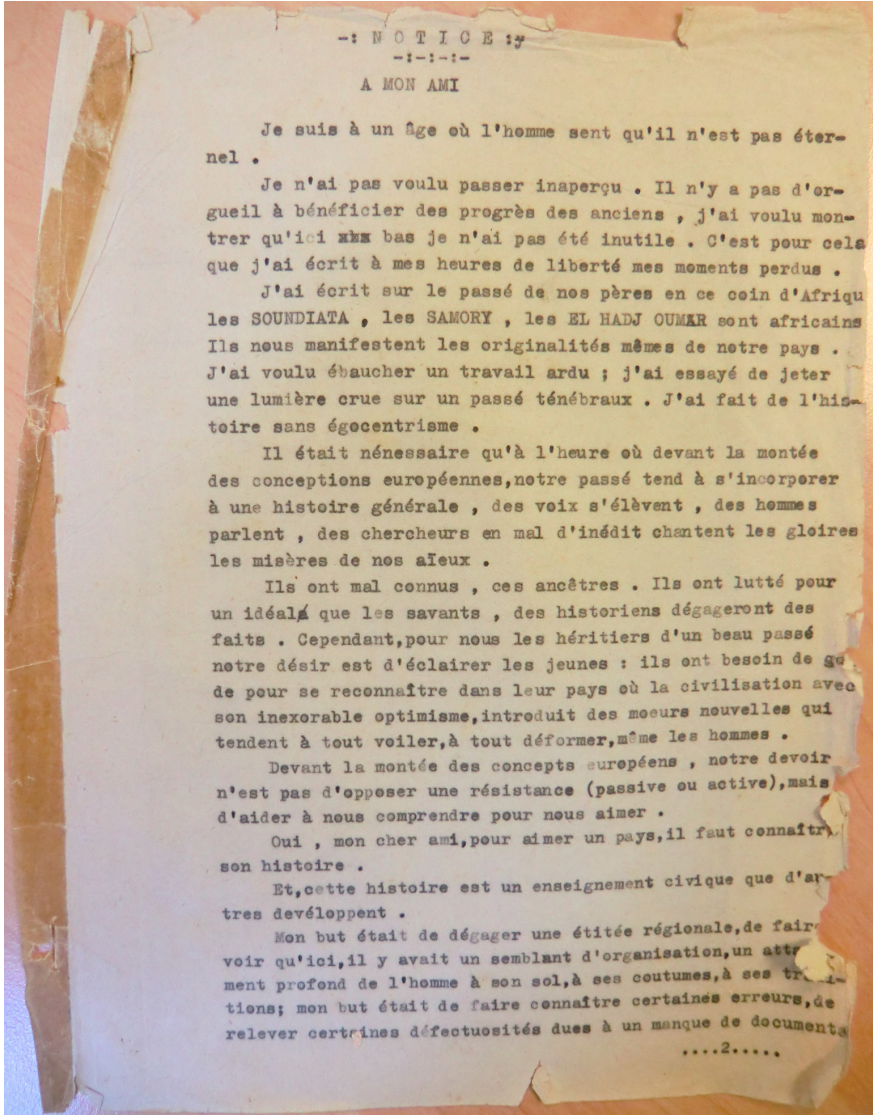 -: N O T I C E :-
-:-:-:-
A MON AMI
Je suis à un âge où l'homme sent qu'il n'est pas éter-
nel .
Je n'ai pas voulu passer inaperçu . Il n'y a pas d'or-
gueil à bénéficier des progrès des anciens , j'ai voulu mon-
trer qu'ici xxx bas je n'ai pas été inutile . C'est pour cela
que j'ai écrit à mes heures de liberté mes moments perdus .
J'ai écrit sur le passé de nos pères en ce coin d'Afriqu
les SOUNDIATA , les SAMORY , les EL HADJ OUMAR sont africains
Ils nous manifestent les originalités mêmes de notre pays .
J'ai voulu ébaucher un travail ardu ; j'ai essayé de jeter
une lumière crue sur un passé ténébraux . J'ai fait de l'his-
toire sans égocentrisme .
Il était nénessaire qu'à l'heure où devant la montée
des conceptions européennes,notre passé tend à s'incorporer
à une histoire générale , des voix s'élèvent , des hommes
parlent , des chercheurs en mal d'inédit chantent les gloires
les misères de nos aïeux .
Ils ont mal connus , ces ancêtres . Ils ont lutté pour
un idéal que les savants , des historiens dégageront des
faits . Cependant,pour nous les héritiers d'un beau passé
notre désir est d'éclairer les jeunes : ils ont besoin de
de pour se reconnaître dans leur pays où la civilisation avec
son inexorable optimisme,introduit des moeurs nouvelles qui
tendent à tout voiler,à tout déformer,même les hommes .
Devant la montée des concepts européens , notre devoir
n'est pas d'opposer une résistance (passive ou active),mais
d'aider à nous comprendre pour nous aimer .
Oui , mon cher ami,pour aimer un pays,il faut connaîtr
son histoire .
Et,cette histoire est un enseignement civique que d'au-
tres devéloppent .
Mon but était de dégager une étitée régionale,de fair
voir qu'ici,il y avait un semblant d'organisation,un atta
ment profond de l'homme à son sol,à ses coutumes,à ses tradi-
tions; mon but était de faire connaître certaines erreurs,de
relever certaines défectuosités dues à un manque de documents
....2.....